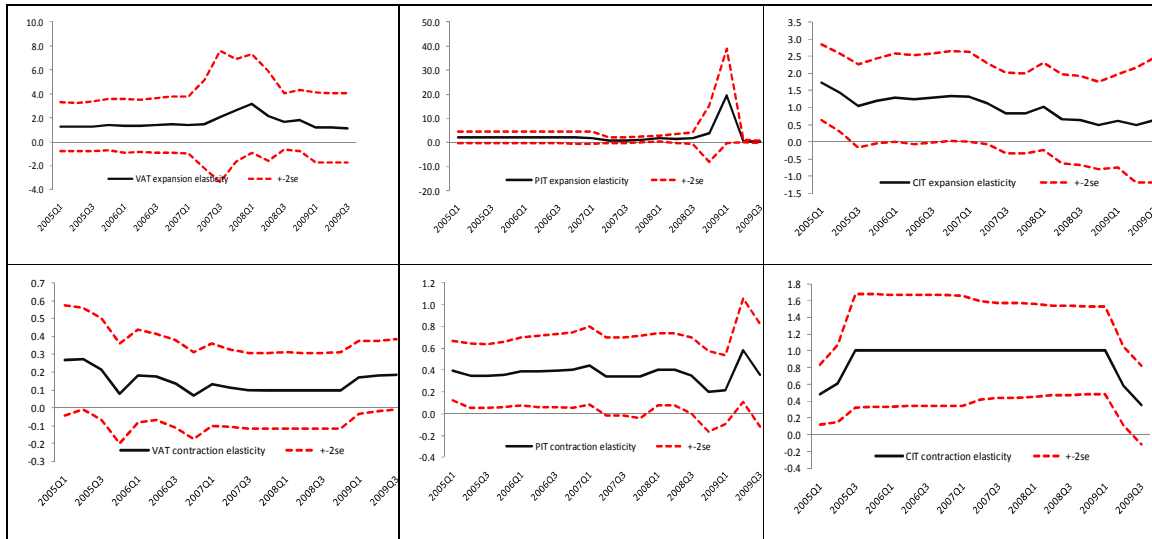 10.0
8.0
6.0
4.0
2.0
0.0
-2.0
-4.0
VAT expansion elasticity
+-2se
2005Q1
2005Q3
2006Q1
2006Q3
2007Q1
2007Q3
2008Q1
2008Q3
2009Q1
2009Q3
50.0
40.0
30.0
20.0
10.0
0.0
-10.0
-20.0
PIT expansion elasticity
+-2se
2005Q1
2005Q3
2006Q1
2006Q3
2007Q1
2007Q3
2008Q1
2008Q3
2009Q1
2009Q3
3.5
3.0
2.5
2.0
1.5
1.0
0.5
0.0
-0.5
1.0
1.5
CIT expansion elasticity
+-2se
2005Q1
2005Q3
2006Q1
2006Q3
2007Q1
2007Q3
2008Q1
2008Q3
2009Q1
2009Q3
0.7
0.6
0.5
0.4
0.3
0.2
0.1
0.0
-0.1
-0.2
-0.3
VAT contraction elasticity
+-2se
2005Q1
2005Q3
2006Q1
2006Q3
2007Q1
2007Q3
2008Q1
2008Q3
2009Q1
2009Q3
1.2
1.0
0.8
0.6
0.4
0.2
0.0
-0.2
-0.4
PIT contraction elasticity
+-2se
2005Q1
2005Q3
2006Q1
2006Q3
2007Q1
2007Q3
2008Q1
2008Q3
2009Q1
2009Q3
1.8
1.6
1.4
1.2
1.0
0.8
0.6
0.4
0.2
0.0
-0.2
-0.4
CIT contraction elasticity
+-2se
2005Q1
2005Q3
2006Q1
2006Q3
2007Q1
2007Q3
2008Q1
2008Q3
2009Q1
2009Q3